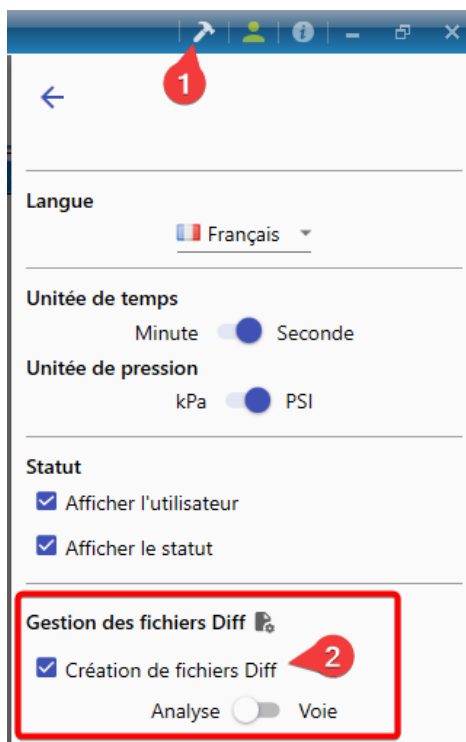 1
Langue
Français
Unitée de temps
Minute Seconde
Unitée de pression
kPa PSI
Statut
Afficher l'utilisateur
Afficher le statut
Gestion des fichiers Diff
Création de fichiers Diff 2
Analyse Voie